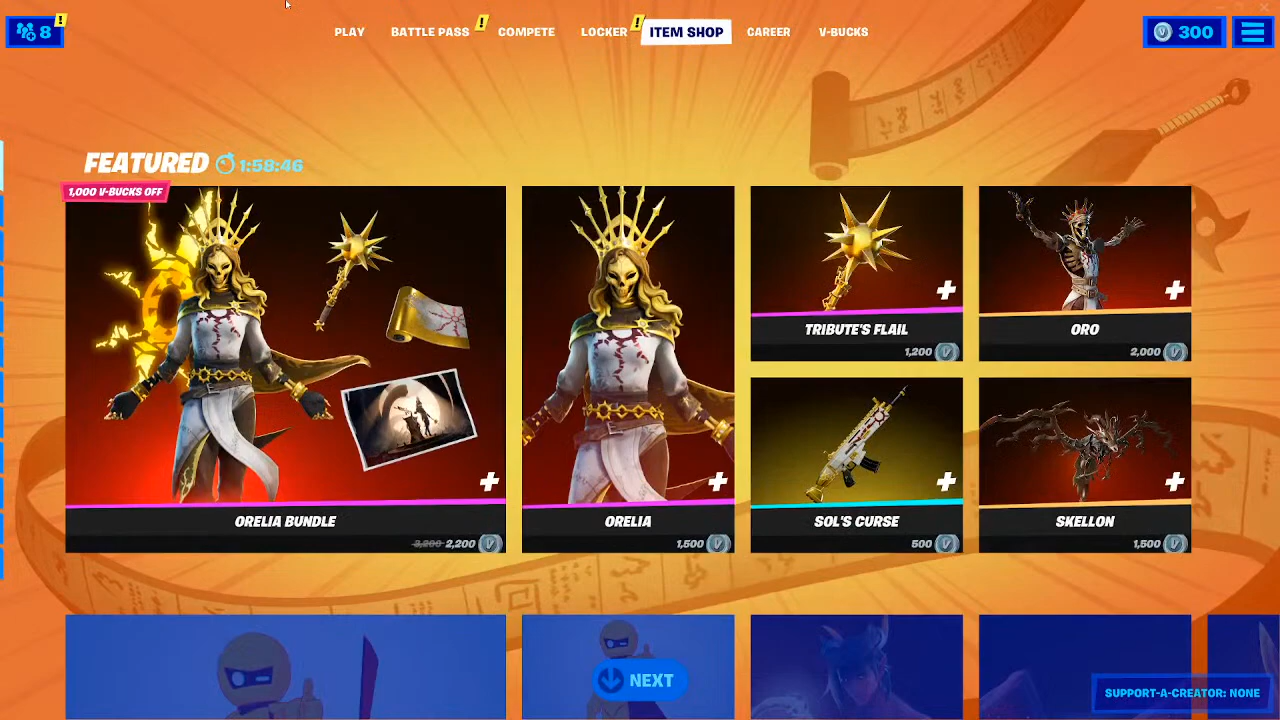 8 !
PLAY BATTLE PASS ! COMPETE LOCKER ! ITEM SHOP CAREER V-BUCKS
V 300
FEATURED 1:58:46
1,000 V-BUCKS OFF
ORELIA BUNDLE
3,200 2,200 V
ORELIA
1,500 V
TRIBUTE'S FLAIL
1,200 V
ORO
2,000 V
SOL'S CURSE
500 V
SKELLON
1,500 V
NEXT
SUPPORT-A-CREATOR: NONE